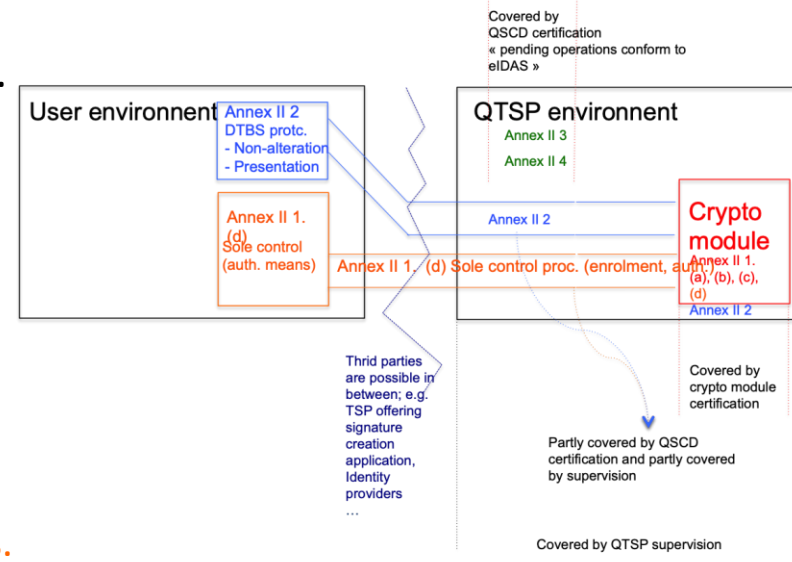 Covered by
QSCD certification
« pending operations conform to
eIDAS »
User environnent
Annex II 2
DTBS protc.
- Non-alteration
- Presentation
Annex II 1.
(d)
Sole control
(auth. means)
QTSP environment
Annex II 3
Annex II 4
Annex II 2
Annex II 1. (d) Sole control proc. (enrolment, auth.)
Crypto
module
Annex II 1.
(a), (b), (c),
(d)
Annex II 2
Thrid parties
are possible in
between; e.g.
TSP offering
signature
creation
application,
Identity
providers
…
Covered by
crypto module
certification
Partly covered by QSCD
certification and partly covered
by supervision
Covered by QTSP supervision